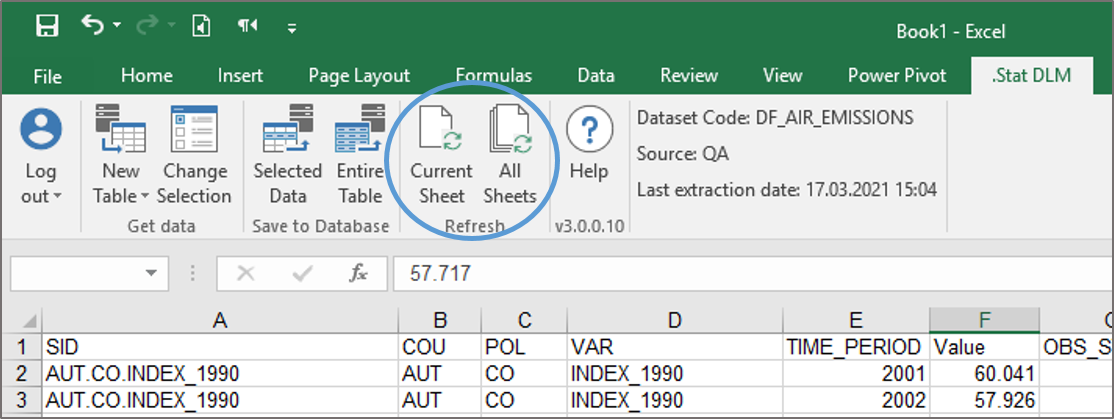 Book1 - Excel
File Home Insert Page Layout Formulas Data Review View Power Pivot .Stat DLM
Log out
New Table
Change Selection
Get data
Selected Data
Entire Table
Save to Database
Current Sheet
All Sheets
Refresh
?
Help
v3.0.0.10
Dataset Code: DF_AIR_EMISSIONS
Source: QA
Last extraction date: 17.03.2021 15:04
fx 57.717
A B C D E F
1 SID COU POL VAR TIME_PERIOD Value OBS_S
2 AUT.CO.INDEX_1990 AUT CO INDEX_1990 2001 60.041
3 AUT.CO.INDEX_1990 AUT CO INDEX_1990 2002 57.926